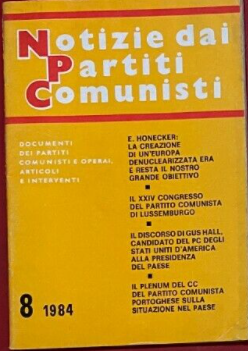 Notizie dai
Partiti
Comunisti
DOCUMENTI
DEI PARTITI
COMUNISTI E OPERAI,
ARTICOLI
E INTERVENTI
E. HONECKER:
LA CREAZIONE
DI UN'EUROPA
DENUCLEARIZZATA ERA
E RESTA IL NOSTRO
GRANDE OBIETTIVO
IL XXIV CONGRESSO
DEL PARTITO COMUNISTA
DI LUSSEMBURGO
IL DISCORSO DI GUS HALL,
CANDIDATO DEL PC DEGLI
STATI UNITI D'AMERICA
ALLA PRESIDENZA
DEL PAESE
IL PLENUM DEL CC
DEL PARTITO COMUNISTA
PORTOGHESE SULLA
SITUAZIONE NEL PAESE
8 1984